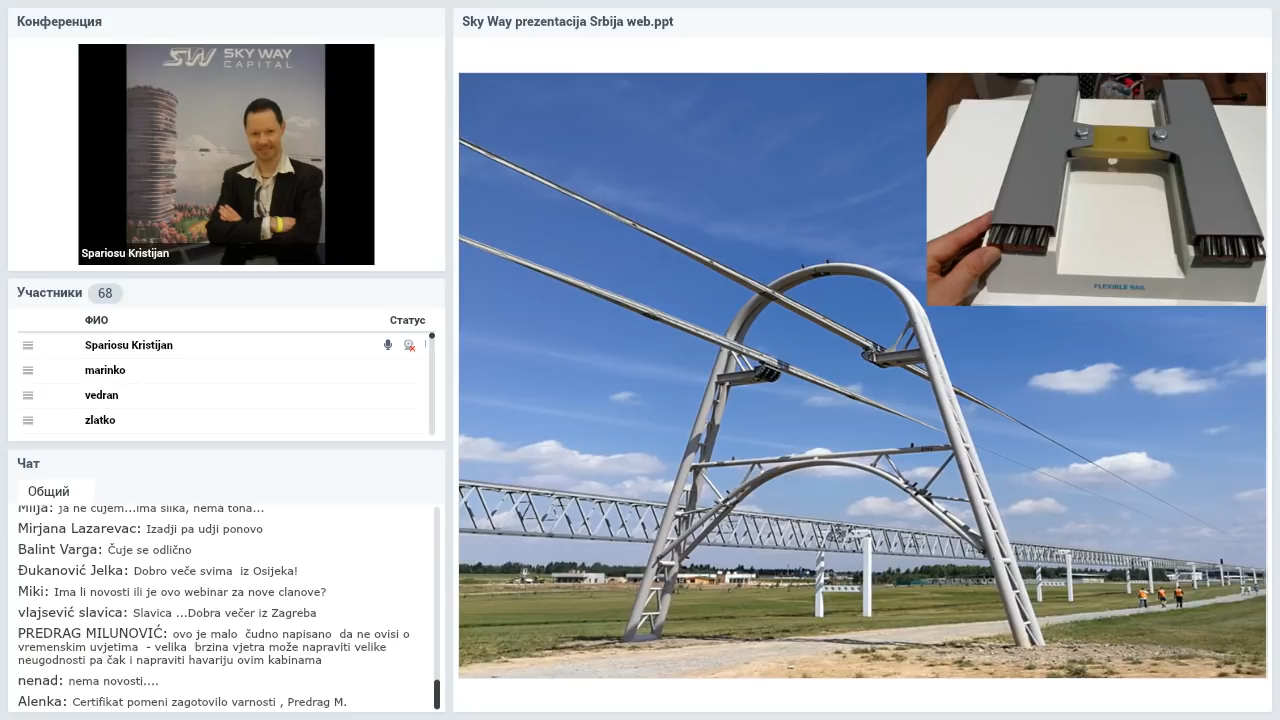 Конференция
SKY WAY
CAPITAL
Spariosu Kristijan
Участники 68
ФИО Статус
Spariosu Kristijan
marinko
vedran
zlatko
Чат
Общий
Milja: ja ne čujem...ima slika, nema tona...
Mirjana Lazarevac: Izadji pa udji ponovo
Balint Varga: Čuje se odlično
Đukanović Jelka: Dobro veče svima iz Osijeka!
Miki: Ima li novosti ili je ovo webinar za nove clanove?
vlajsević slavica: Slavica ...Dobra večer iz Zagreba
PREDRAG MILUNOVIĆ: ovo je malo čudno napisano da ne ovisi o
vremenskim uvjetima - velika brzina vjetra može napraviti velike
neugodnosti pa čak i napraviti havariju ovim kabinama
nenad: nema novosti....
Alenka: Certifikat pomeni zagotovilo varnosti , Predrag M.
Sky Way prezentacija Srbija web.ppt
FLEXIBLE RAIL